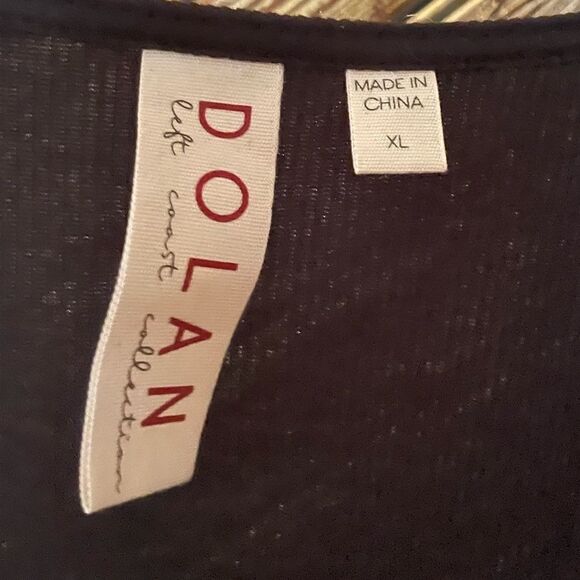 DOLAN
left coast collection
MADE IN
CHINA
XL